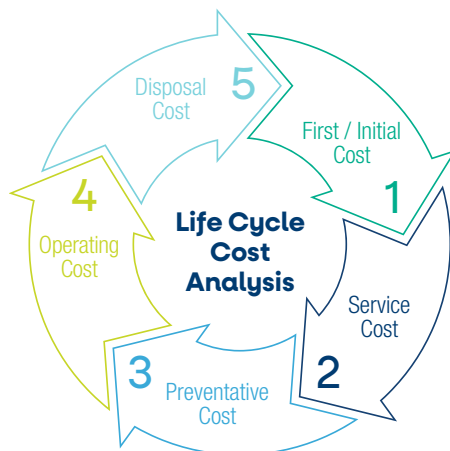 Life Cycle
Cost
Analysis
First / Initial
Cost
1
Service
Cost
2
3
Preventative
Cost
4
Operating
Cost
Disposal
Cost
5